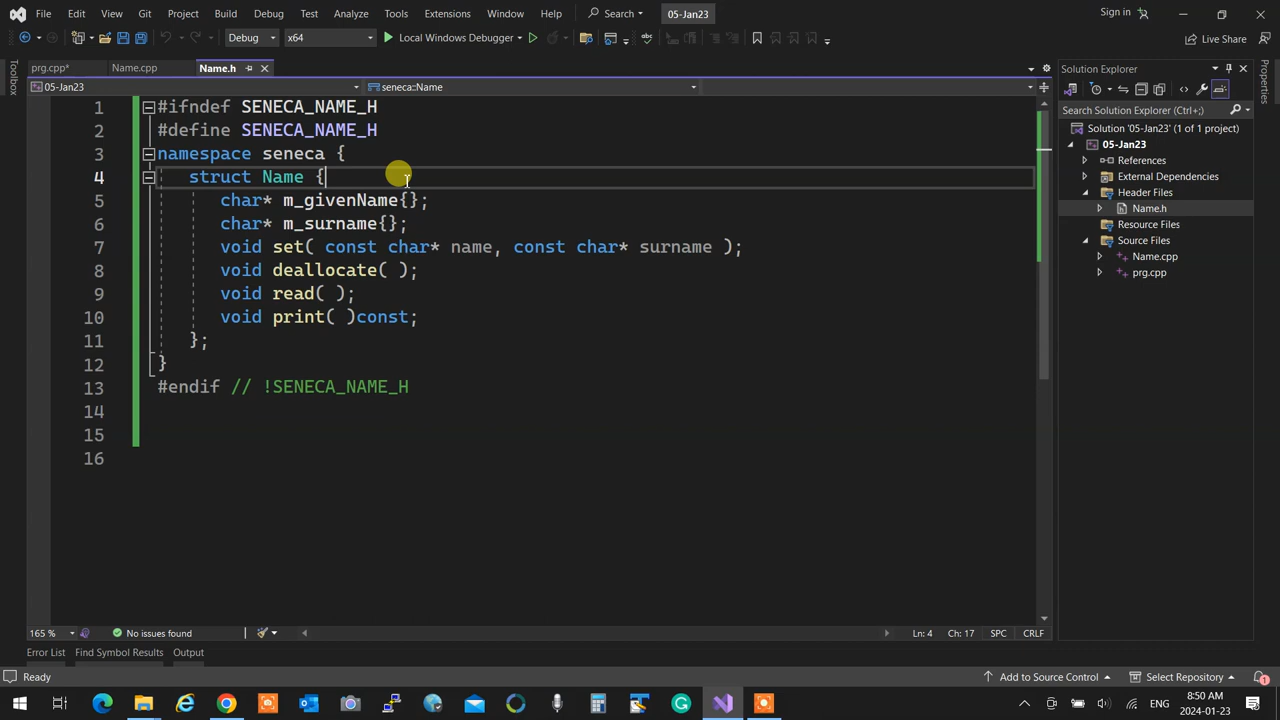 File Edit View Git Project Build Debug Test Analyze Tools Extensions Window Help Search 05-Jan23 Sign in
Debug x64 Local Windows Debugger Live Share
prg.cpp* Name.cpp Name.h
05-Jan23 seneca::Name
1 #ifndef SENECA_NAME_H
2 #define SENECA_NAME_H
3 namespace seneca {
4 struct Name {
5 char* m_givenName{};
6 char* m_surname{};
7 void set( const char* name, const char* surname );
8 void deallocate( );
9 void read( );
10 void print( )const;
11 };
12 }
13 #endif // !SENECA_NAME_H
14
15
16
165 % No issues found Ln: 4 Ch: 17 SPC CRLF
Error List Find Symbol Results Output
Ready Add to Source Control Select Repository 1
Toolbox
Solution Explorer
Search Solution Explorer (Ctrl+;)
Solution '05-Jan23' (1 of 1 project)
05-Jan23
References
External Dependencies
Header Files
Name.h
Resource Files
Source Files
Name.cpp
prg.cpp
Properties
ENG 8:50 AM
2024-01-23